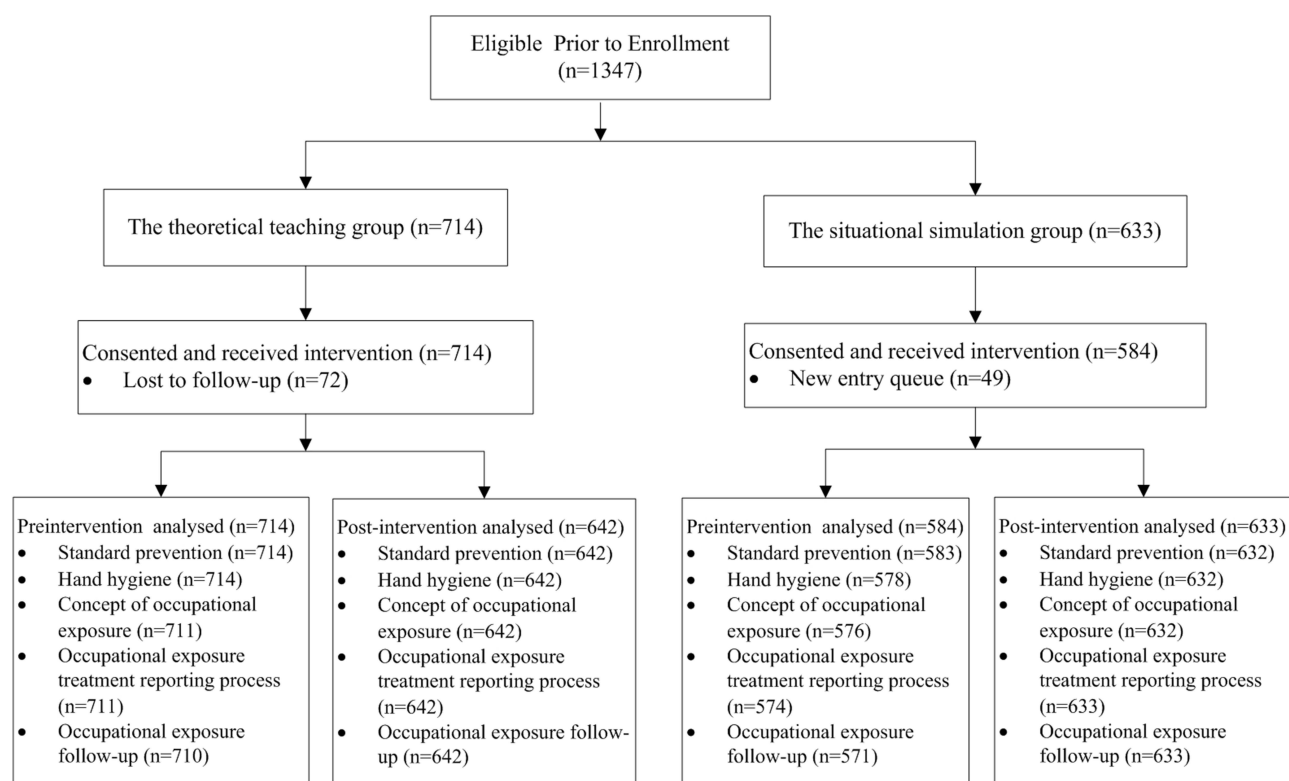 Eligible Prior to Enrollment
(n=1347)
The theoretical teaching group (n=714)
The situational simulation group (n=633)
Consented and received intervention (n=714)
• Lost to follow-up (n=72)
Consented and received intervention (n=584)
• New entry queue (n=49)
Preintervention analysed (n=714)
• Standard prevention (n=714)
• Hand hygiene (n=714)
• Concept of occupational
exposure (n=711)
• Occupational exposure
treatment reporting process
(n=711)
• Occupational exposure
follow-up (n=710)
Post-intervention analysed (n=642)
• Standard prevention (n=642)
• Hand hygiene (n=642)
• Concept of occupational
exposure (n=642)
• Occupational exposure
treatment reporting process
(n=642)
• Occupational exposure follow-
up (n=642)
Preintervention analysed (n=584)
• Standard prevention (n=583)
• Hand hygiene (n=578)
• Concept of occupational
exposure (n=576)
• Occupational exposure
treatment reporting process
(n=574)
• Occupational exposure
follow-up (n=571)
Post-intervention analysed (n=633)
• Standard prevention (n=632)
• Hand hygiene (n=632)
• Concept of occupational
exposure (n=632)
• Occupational exposure
treatment reporting process
(n=633)
• Occupational exposure
follow-up (n=633)